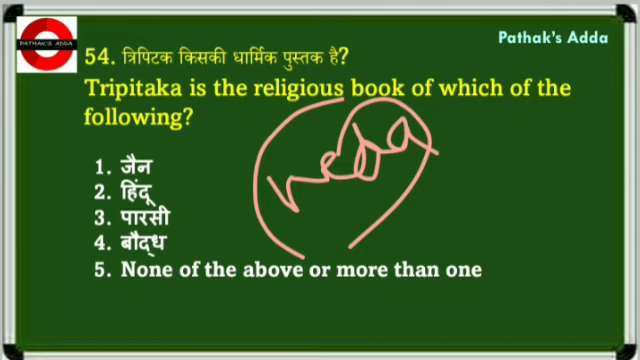 PATHAK'S ADDA
Pathak's Adda
54. त्रिपिटक किसकी धार्मिक पुस्तक है?
Tripitaka is the religious book of which of the
following?
1. जैन
2. हिंदू
3. पारसी
4. बौद्ध
5. None of the above or more than one